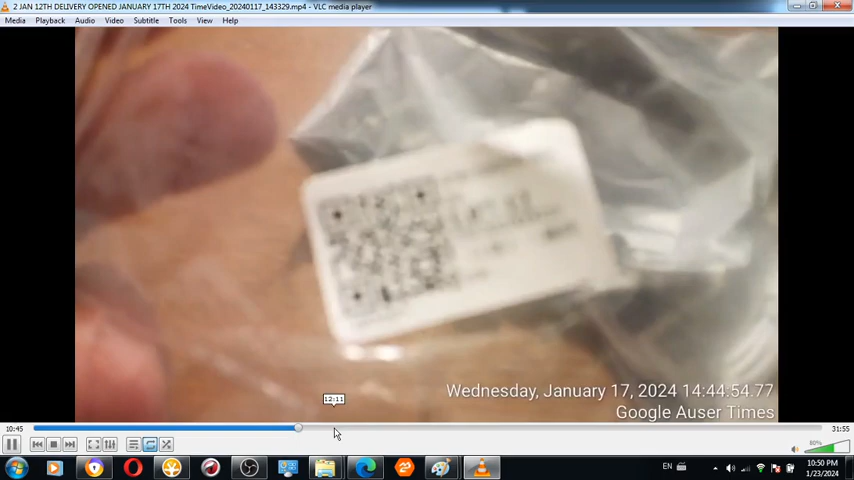 2 JAN 12TH DELIVERY OPENED JANUARY 17TH 2024 TimeVideo_20240117_143329.mp4 - VLC media player
Media Playback Audio Video Subtitle Tools View Help
Wednesday, January 17, 2024 14:44.54.77
Google Auser Times
12:11
10:45
31:55
80%
EN
10:50 PM
1/23/2024